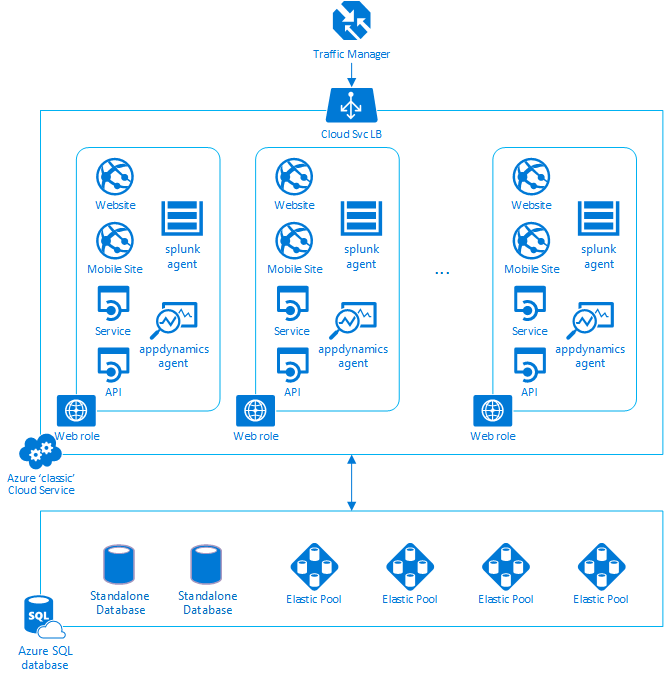 Traffic Manager
Cloud Svc LB
Website
splunk
agent
Mobile Site
Service
appdynamics
agent
API
Web role
Website
splunk
agent
Mobile Site
Service
appdynamics
agent
API
Web role
...
Website
splunk
agent
Mobile Site
Service
appdynamics
agent
API
Web role
Azure ‘classic’
Cloud Service
Standalone
Database
Standalone
Database
Elastic Pool
Elastic Pool
Elastic Pool
Elastic Pool
SQL
Azure SQL
database